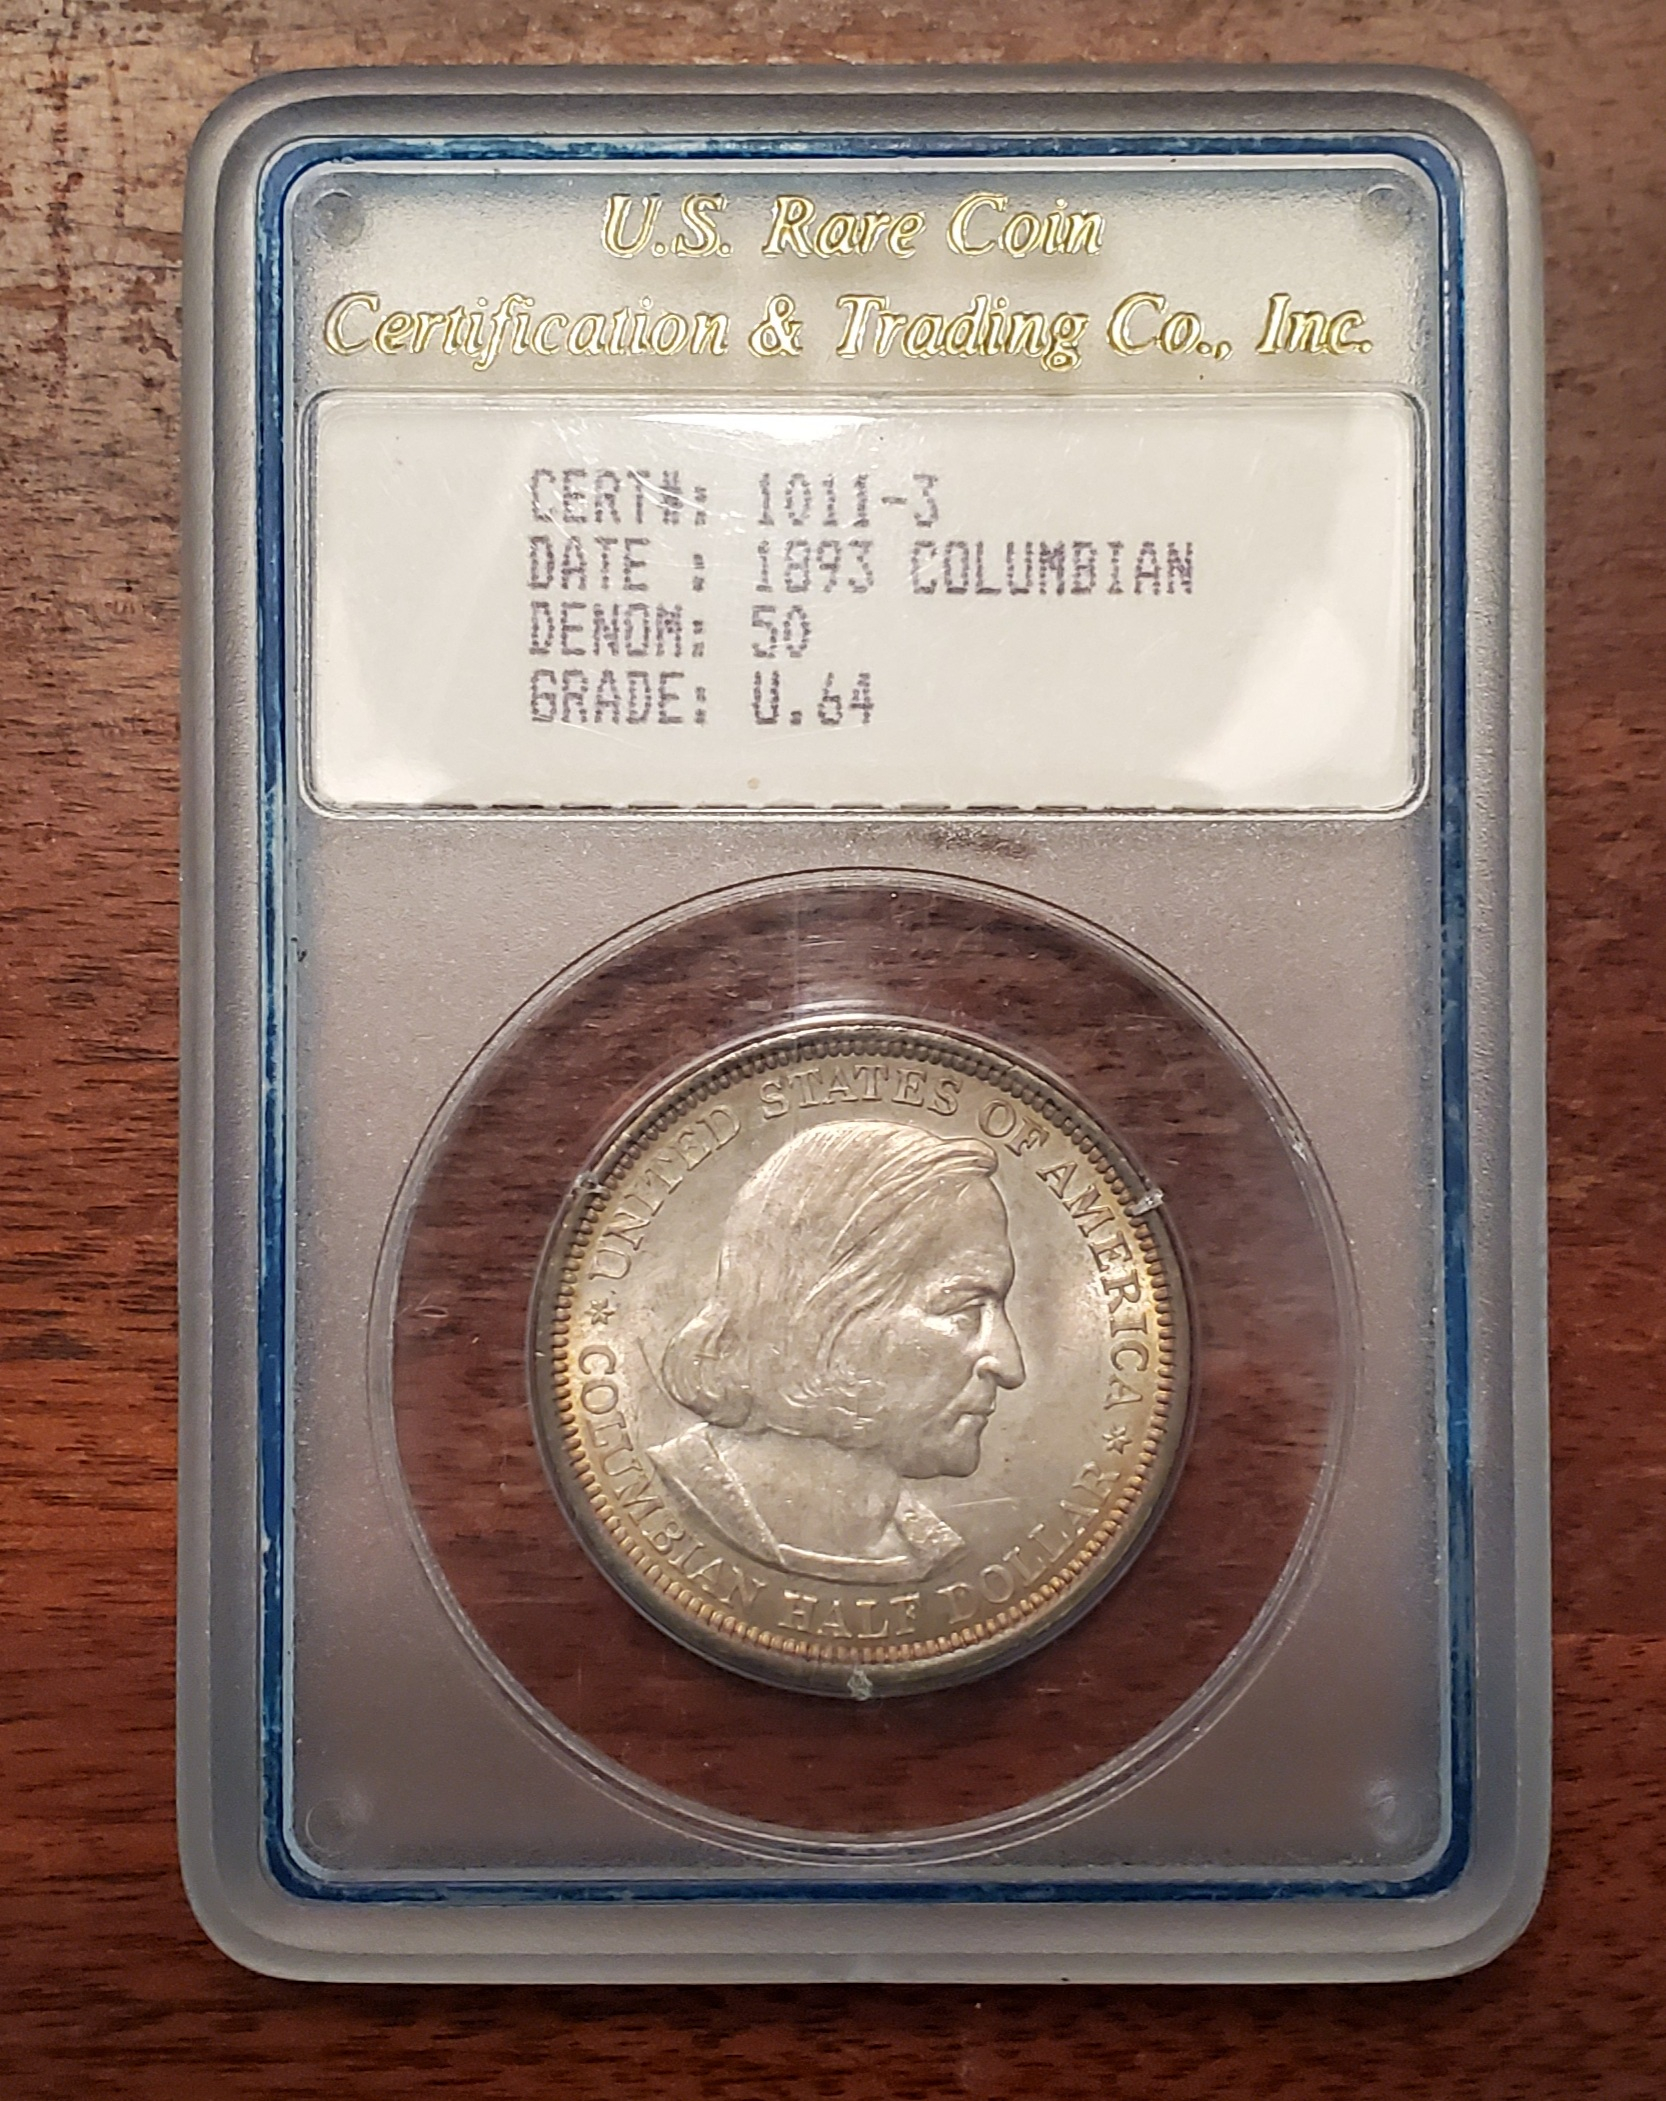 U.S. Rare Coin
Certification & Trading Co., Inc.
CERT#: 1011-3
DATE : 1893 COLUMBIAN
DENOM: 50
GRADE: U.64
UNITED STATES OF AMERICA
★ COLUMBIAN HALF DOLLAR ★